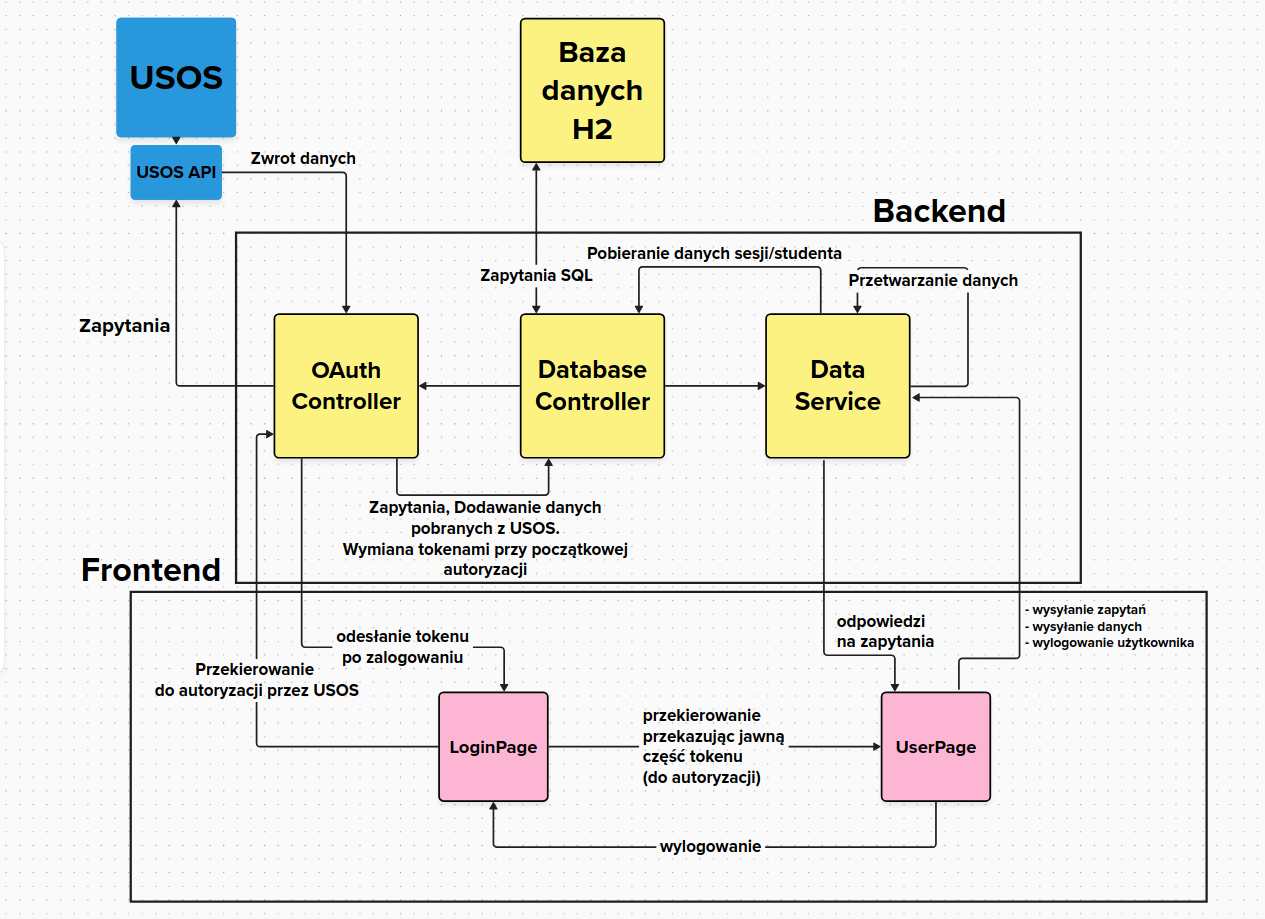 USOS
Baza
danych
H2
USOS API
Zwrot danych
Backend
Pobieranie danych sesji/studenta
Zapytania SQL
Przetwarzanie danych
Zapytania
OAuth
Controller
Database
Controller
Data
Service
Zapytania, Dodawanie danych
pobranych z USOS.
Wymiana tokenami przy początkowej
autoryzacji
Frontend
odesłanie tokenu
po zalogowaniu
odpowiedzi
na zapytania
- wysyłanie zapytań
- wysyłanie danych
- wylogowanie użytkownika
Przekierowanie
do autoryzacji przez USOS
LoginPage
przekierowanie
przekazując jawną
część tokenu
(do autoryzacji)
UserPage
wylogowanie